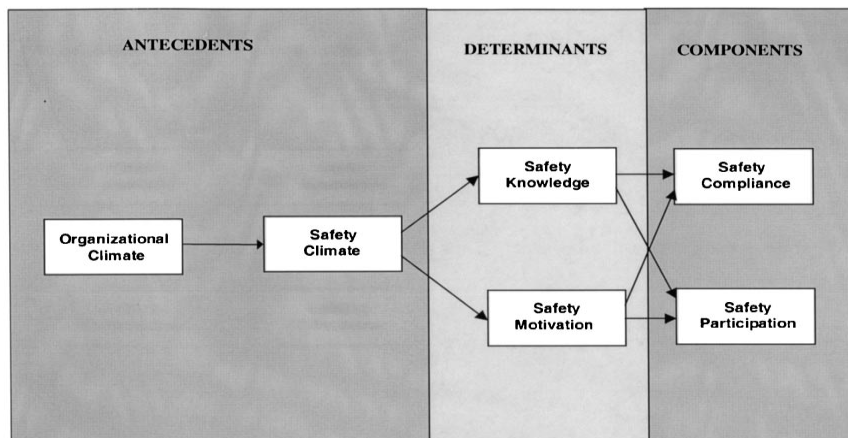 ANTECEDENTS
DETERMINANTS
COMPONENTS
Organizational
Climate
Safety
Climate
Safety
Knowledge
Safety
Motivation
Safety
Compliance
Safety
Participation